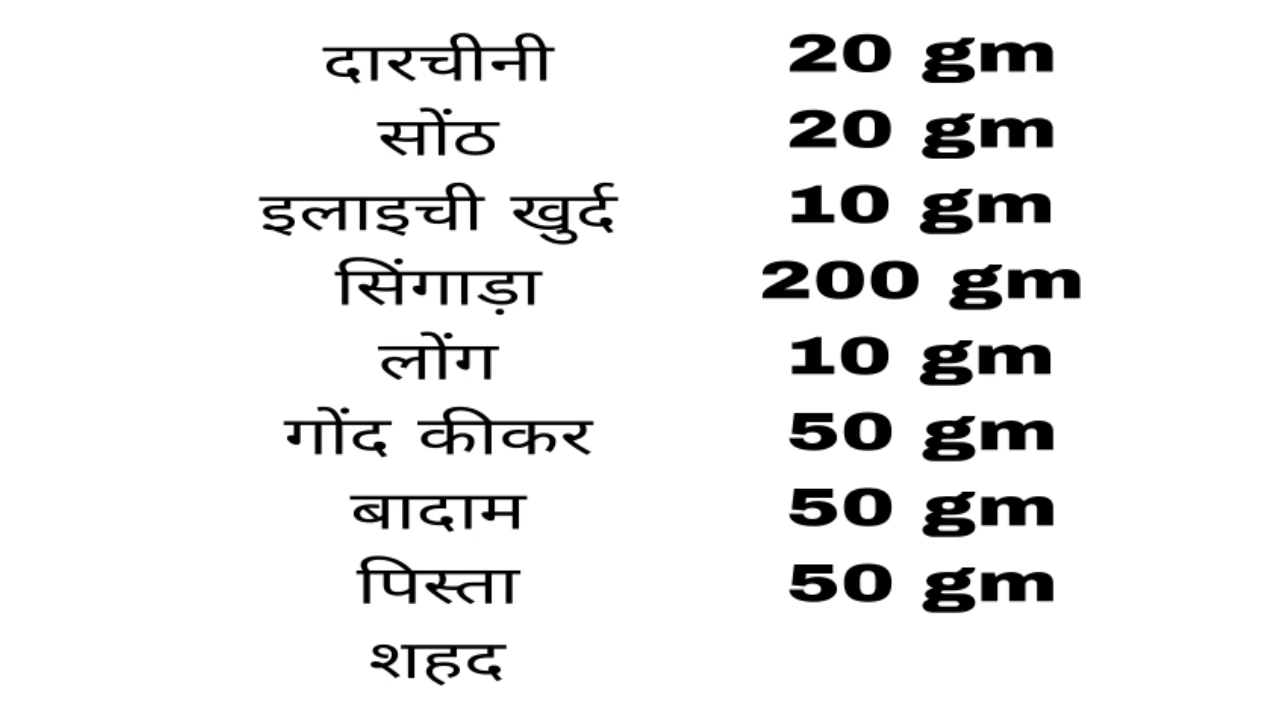 दारचीनी 20 gm
सोंठ 20 gm
इलाइची खुर्द 10 gm
सिंगाड़ा 200 gm
लोंग 10 gm
गोंद कीकर 50 gm
बादाम 50 gm
पिस्ता 50 gm
शहद